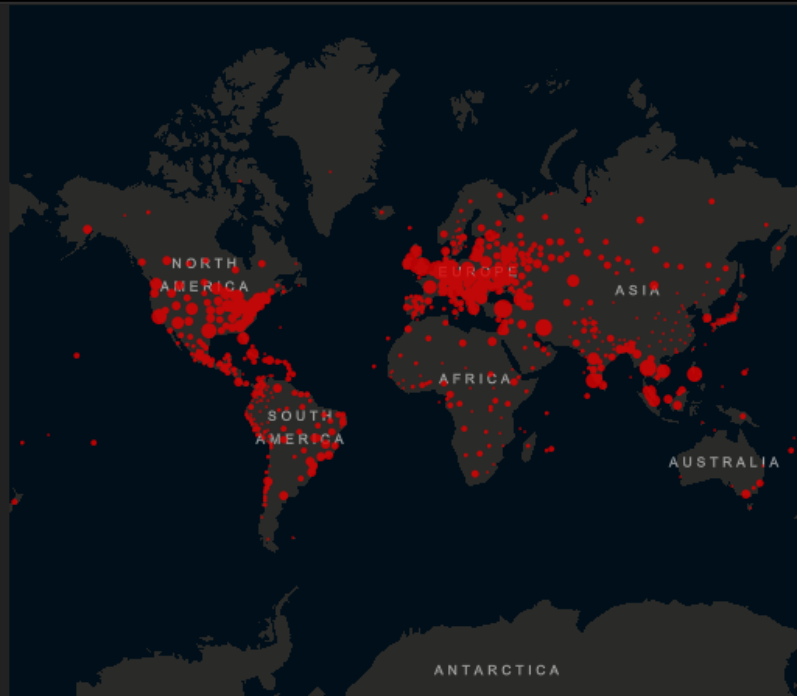 NORTH
AMERICA
EUROPE
ASIA
AFRICA
SOUTH
AMERICA
AUSTRALIA
ANTARCTICA